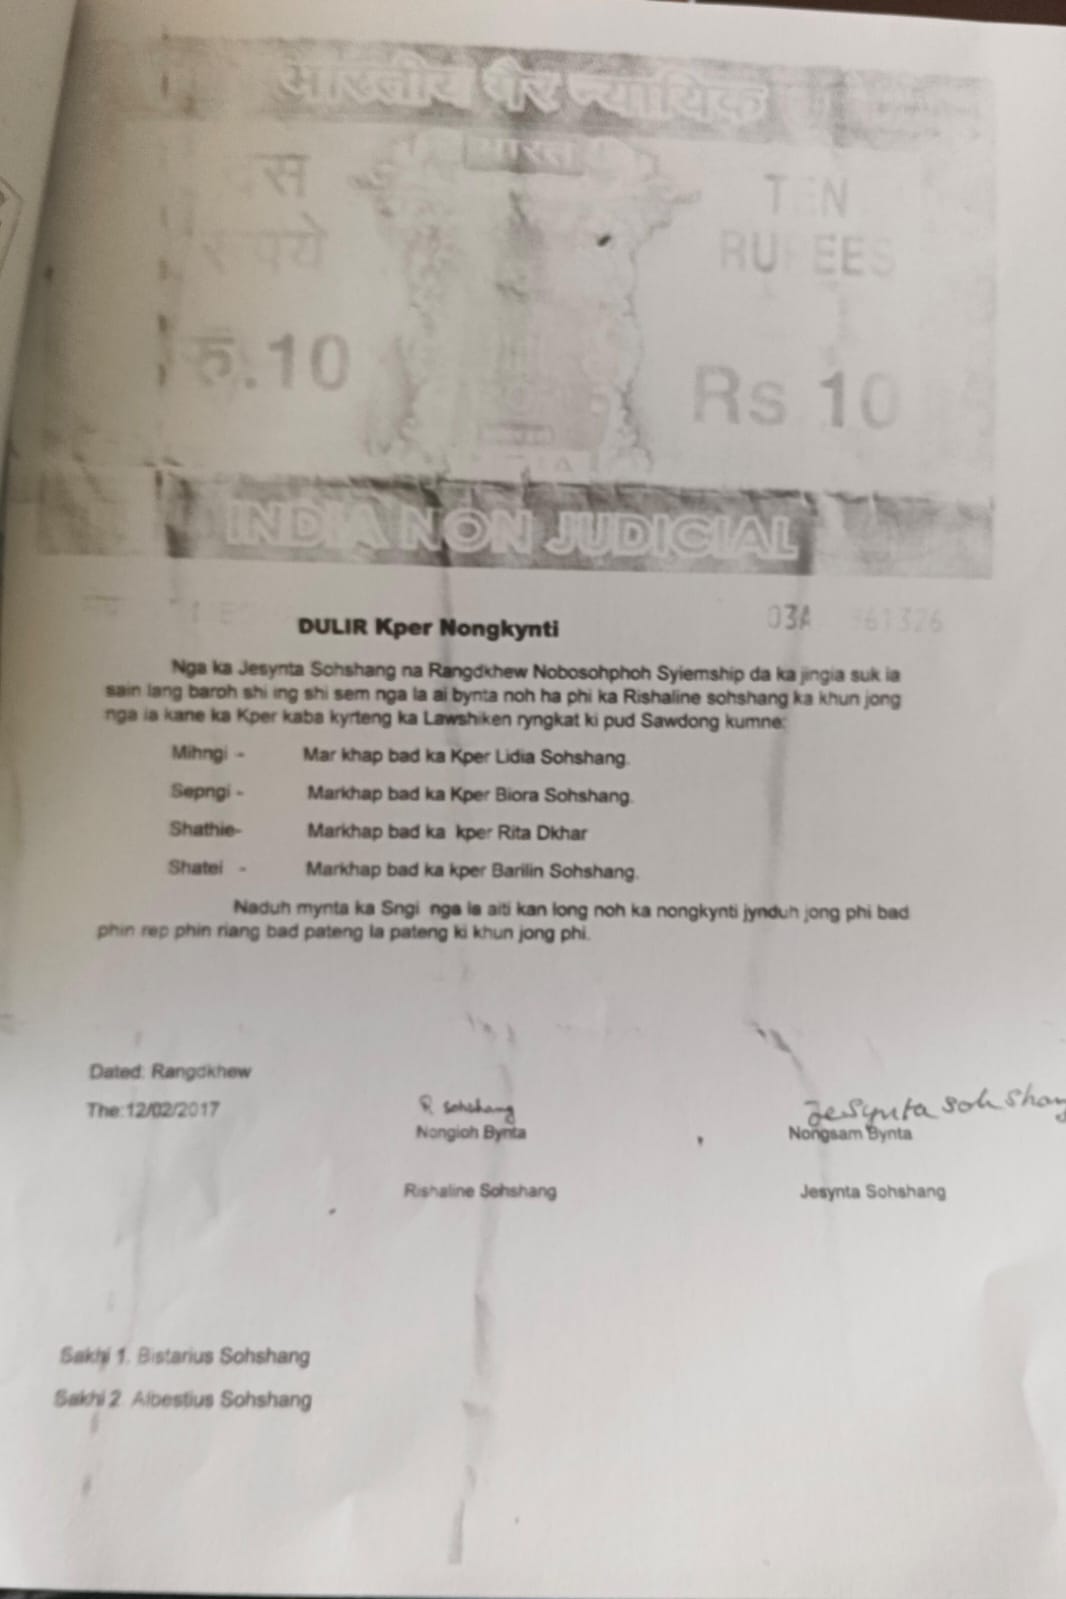 भारतीय गैर न्यायिक
भारत
दस
रुपये
रु.10
TEN
RUPEES
Rs 10
INDIA NON JUDICIAL
03A 961326
DULIR Kper Nongkynti
Nga ka Jesynta Sohshang na Rangdkhew Nobosohphoh Syiemship da ka jingia suk ia
sain lang baroh shi ing shi sem nga la ai bynta noh ha phi ka Rishaline sohshang ka khun jong
nga ia kane ka Kper kaba kyrteng ka Lawshiken ryngkat ki pud Sawdong kumne:
Mihngi - Mar khap bad ka Kper Lidia Sohshang.
Sepngi - Markhap bad ka Kper Biora Sohshang.
Shathie- Markhap bad ka kper Rita Dkhar
Shatei - Markhap bad ka kper Barilin Sohshang.
Naduh mynta ka Sngi nga la aiti kan long noh ka nongkynti jynduh jong phi bad
phin rep phin riang bad pateng la pateng ki khun jong phi.
Dated: Rangdkhew
The:12/02/2017
R. Sohshang
Nongioh Bynta
Rishaline Sohshang
Jesynta Sohshang
Nongsam Bynta
Jesynta Sohshang
Sakhi 1. Bistarius Sohshang
Sakhi 2. Albestius Sohshang